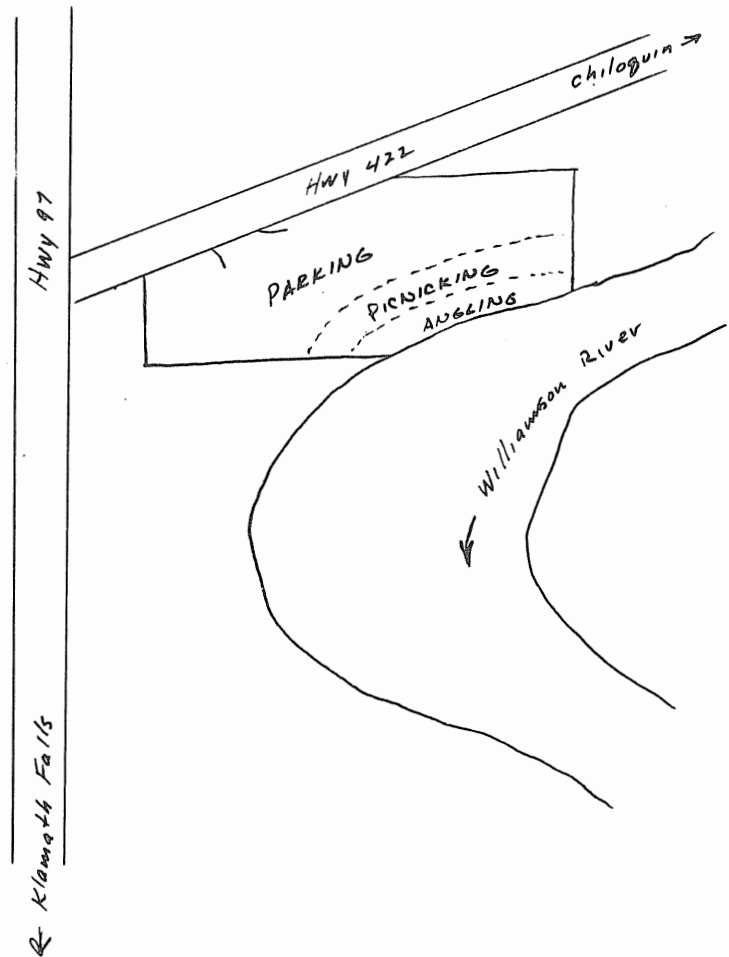 chiloquin →
Hwy 422
Hwy 97
PARKING
PICNICKING
ANGLING
Williamson River
← Klamath Falls